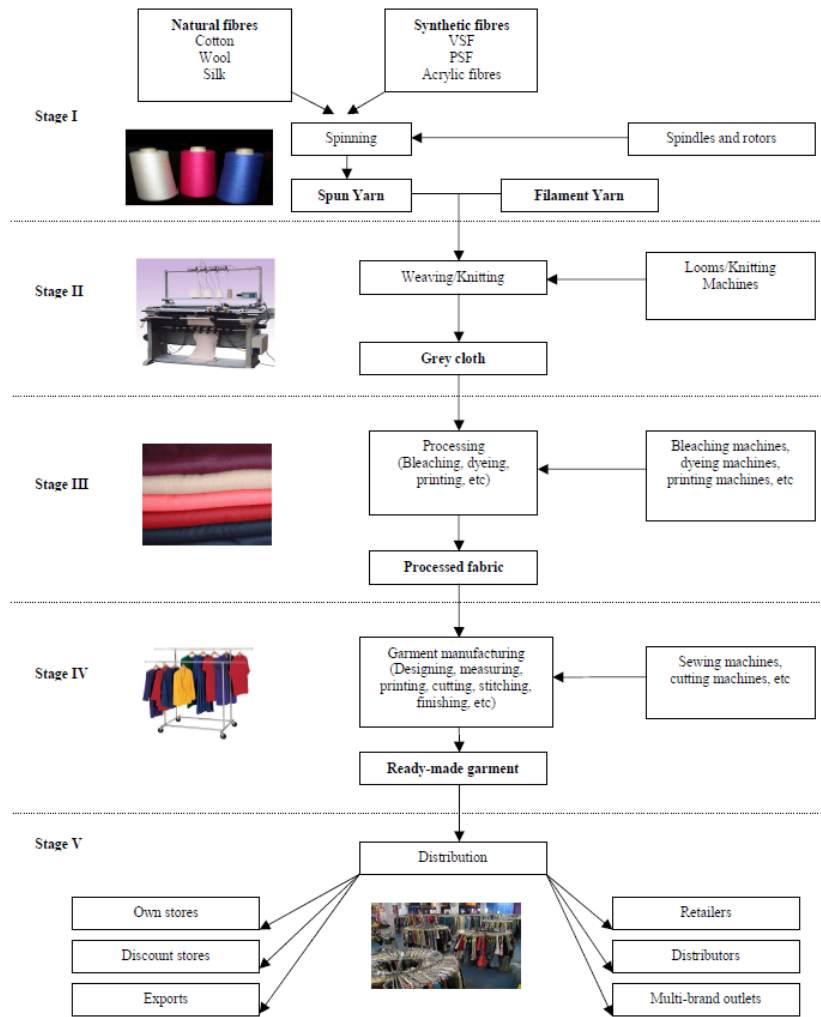 Natural fibres
Cotton
Wool
Silk
Synthetic fibres
VSF
PSF
Acrylic fibres
Stage I
Spinning
Spindles and rotors
Spun Yarn
Filament Yarn
Stage II
Weaving/Knitting
Looms/Knitting
Machines
Grey cloth
Stage III
Processing
(Bleaching, dyeing,
printing, etc)
Bleaching machines,
dyeing machines,
printing machines, etc
Processed fabric
Stage IV
Garment manufacturing
(Designing, measuring,
printing, cutting, stitching,
finishing, etc)
Sewing machines,
cutting machines, etc
Ready-made garment
Stage V
Distribution
Own stores
Retailers
Discount stores
Distributors
Exports
Multi-brand outlets